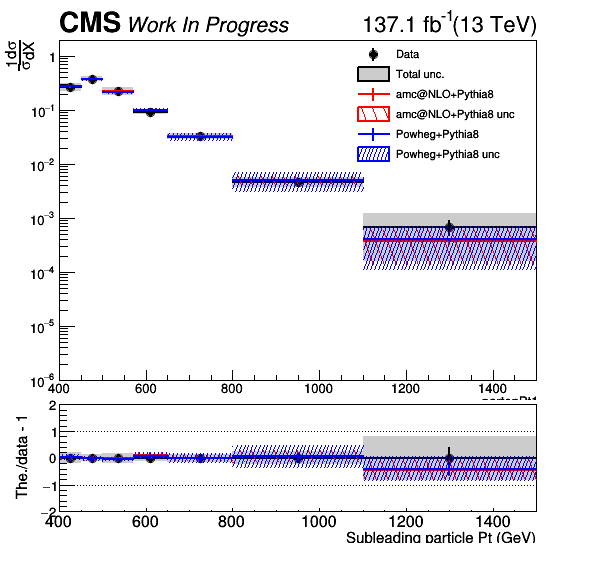 CMS Work In Progress 137.1 fb⁻¹(13 TeV)
1 dσ
σ dX
Data
Total unc.
amc@NLO+Pythia8
amc@NLO+Pythia8 unc
Powheg+Pythia8
Powheg+Pythia8 unc
1
10⁻¹
10⁻²
10⁻³
10⁻⁴
10⁻⁵
10⁻⁶
400 600 800 1000 1200 1400
The./data - 1
2
1
0
−1
−2
400 600 800 1000 1200 1400
Subleading particle Pt (GeV)